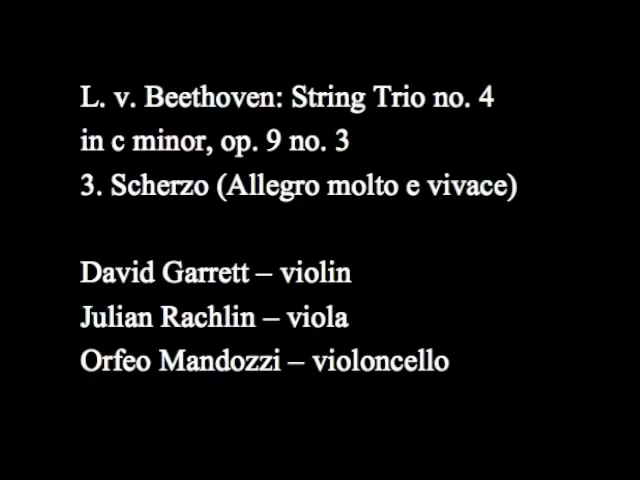 L. v. Beethoven: String Trio no. 4
in c minor, op. 9 no. 3
3. Scherzo (Allegro molto e vivace)
David Garrett – violin
Julian Rachlin – viola
Orfeo Mandozzi – violoncello